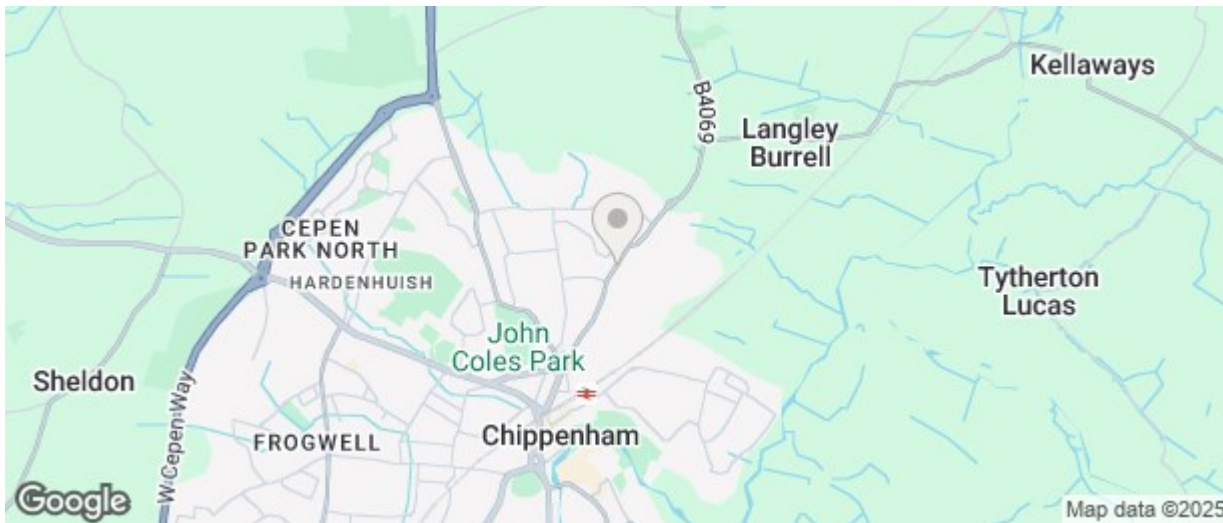 Kellaways
B4069
Langley
Burrell
CEPEN
PARK NORTH
HARDENHUISH
Tytherton
Lucas
John
Coles Park
Sheldon
W Cepen Way
FROGWELL
Chippenham
Google
Map data ©2025